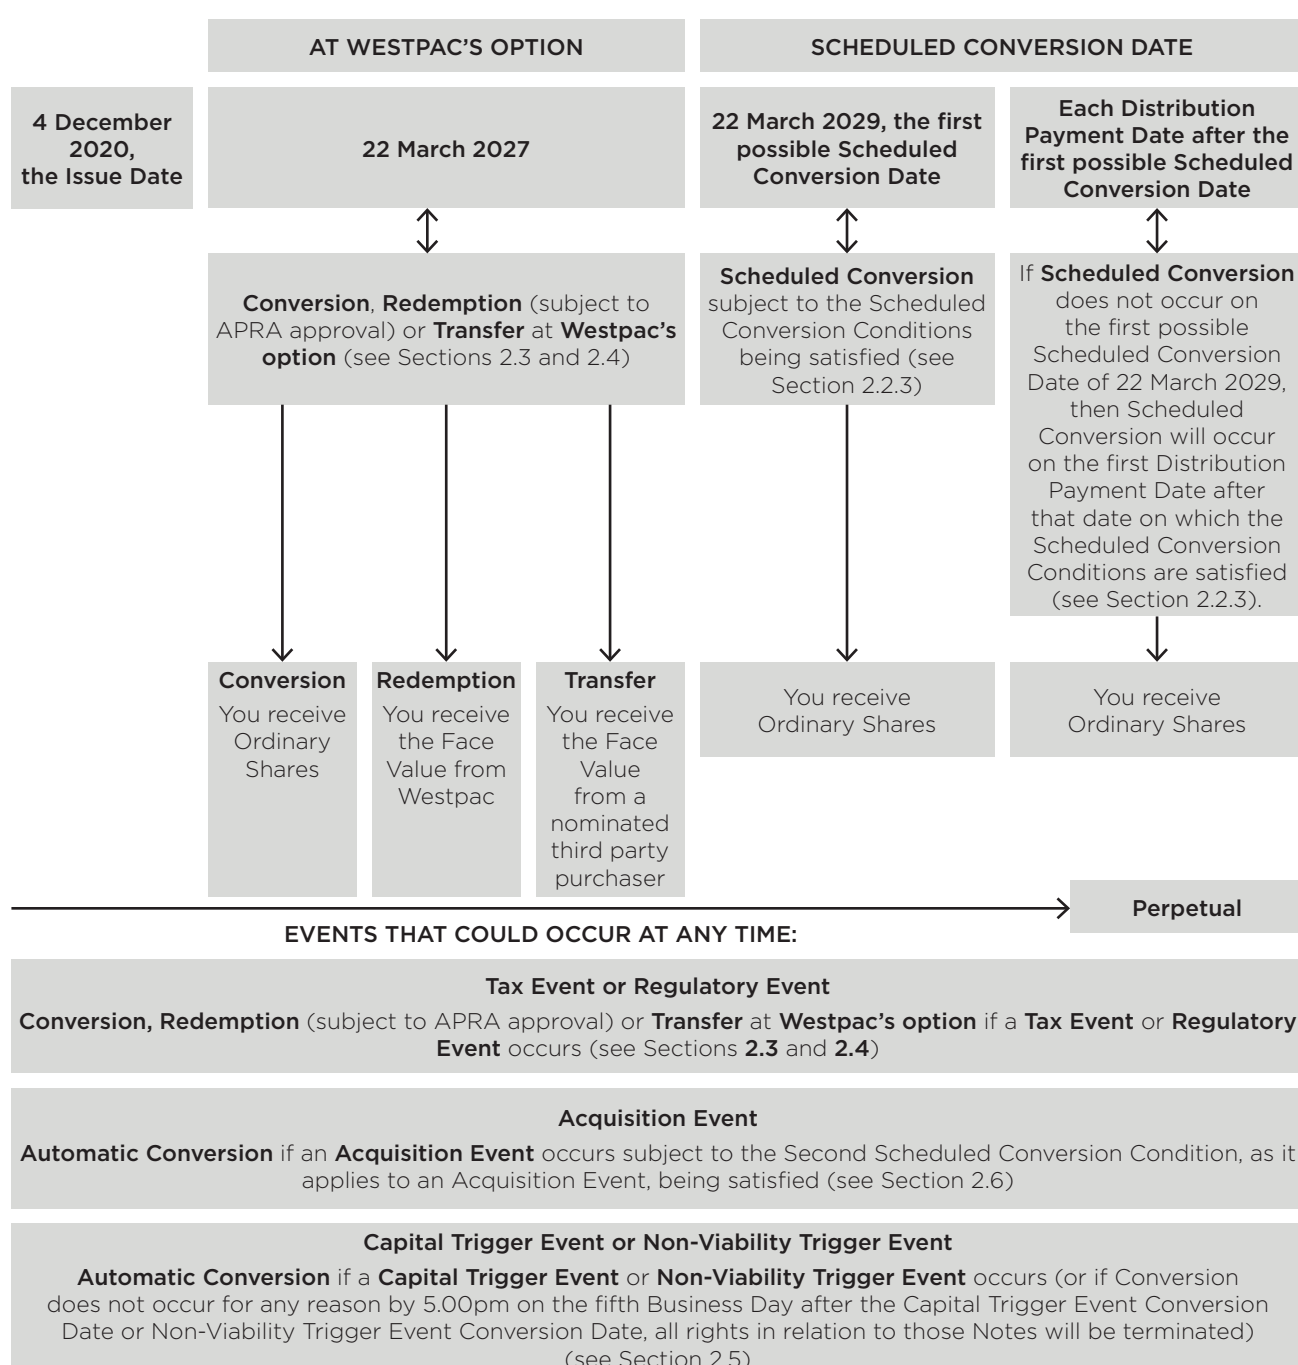 AT WESTPAC'S OPTION
SCHEDULED CONVERSION DATE
4 December
2020,
the Issue Date
22 March 2027
22 March 2029, the first
possible Scheduled
Conversion Date
Each Distribution
Payment Date after the
first possible Scheduled
Conversion Date
Conversion, Redemption (subject to
APRA approval) or Transfer at Westpac's
option (see Sections 2.3 and 2.4)
Scheduled Conversion
subject to the Scheduled
Conversion Conditions
being satisfied (see
Section 2.2.3)
If Scheduled Conversion
does not occur on
the first possible
Scheduled Conversion
Date of 22 March 2029,
then Scheduled
Conversion will occur
on the first Distribution
Payment Date after
that date on which the
Scheduled Conversion
Conditions are satisfied
(see Section 2.2.3).
Conversion
You receive
Ordinary
Shares
Redemption
You receive
the Face
Value from
Westpac
Transfer
You receive
the Face
Value
from a
nominated
third party
purchaser
You receive
Ordinary Shares
You receive
Ordinary Shares
Perpetual
EVENTS THAT COULD OCCUR AT ANY TIME:
Tax Event or Regulatory Event
Conversion, Redemption (subject to APRA approval) or Transfer at Westpac's option if a Tax Event or Regulatory
Event occurs (see Sections 2.3 and 2.4)
Acquisition Event
Automatic Conversion if an Acquisition Event occurs subject to the Second Scheduled Conversion Condition, as it
applies to an Acquisition Event, being satisfied (see Section 2.6)
Capital Trigger Event or Non-Viability Trigger Event
Automatic Conversion if a Capital Trigger Event or Non-Viability Trigger Event occurs (or if Conversion
does not occur for any reason by 5.00pm on the fifth Business Day after the Capital Trigger Event Conversion
Date or Non-Viability Trigger Event Conversion Date, all rights in relation to those Notes will be terminated)
(see Section 2.5)